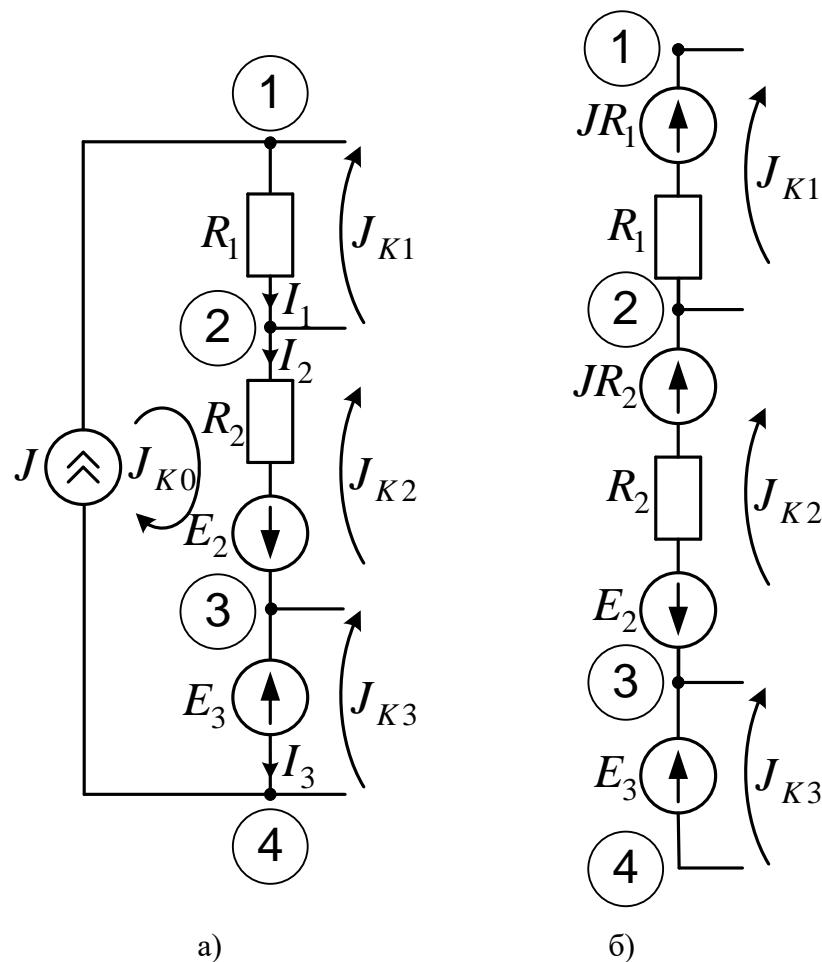 1
1
JR₁
J_K1
R₁
J_K1
R₁
I₁
2
2
I₂
JR₂
R₂
J
J_K0
J_K2
R₂
J_K2
E₂
3
E₂
3
E₃
J_K3
I₃
E₃
J_K3
4
4
а)
б)